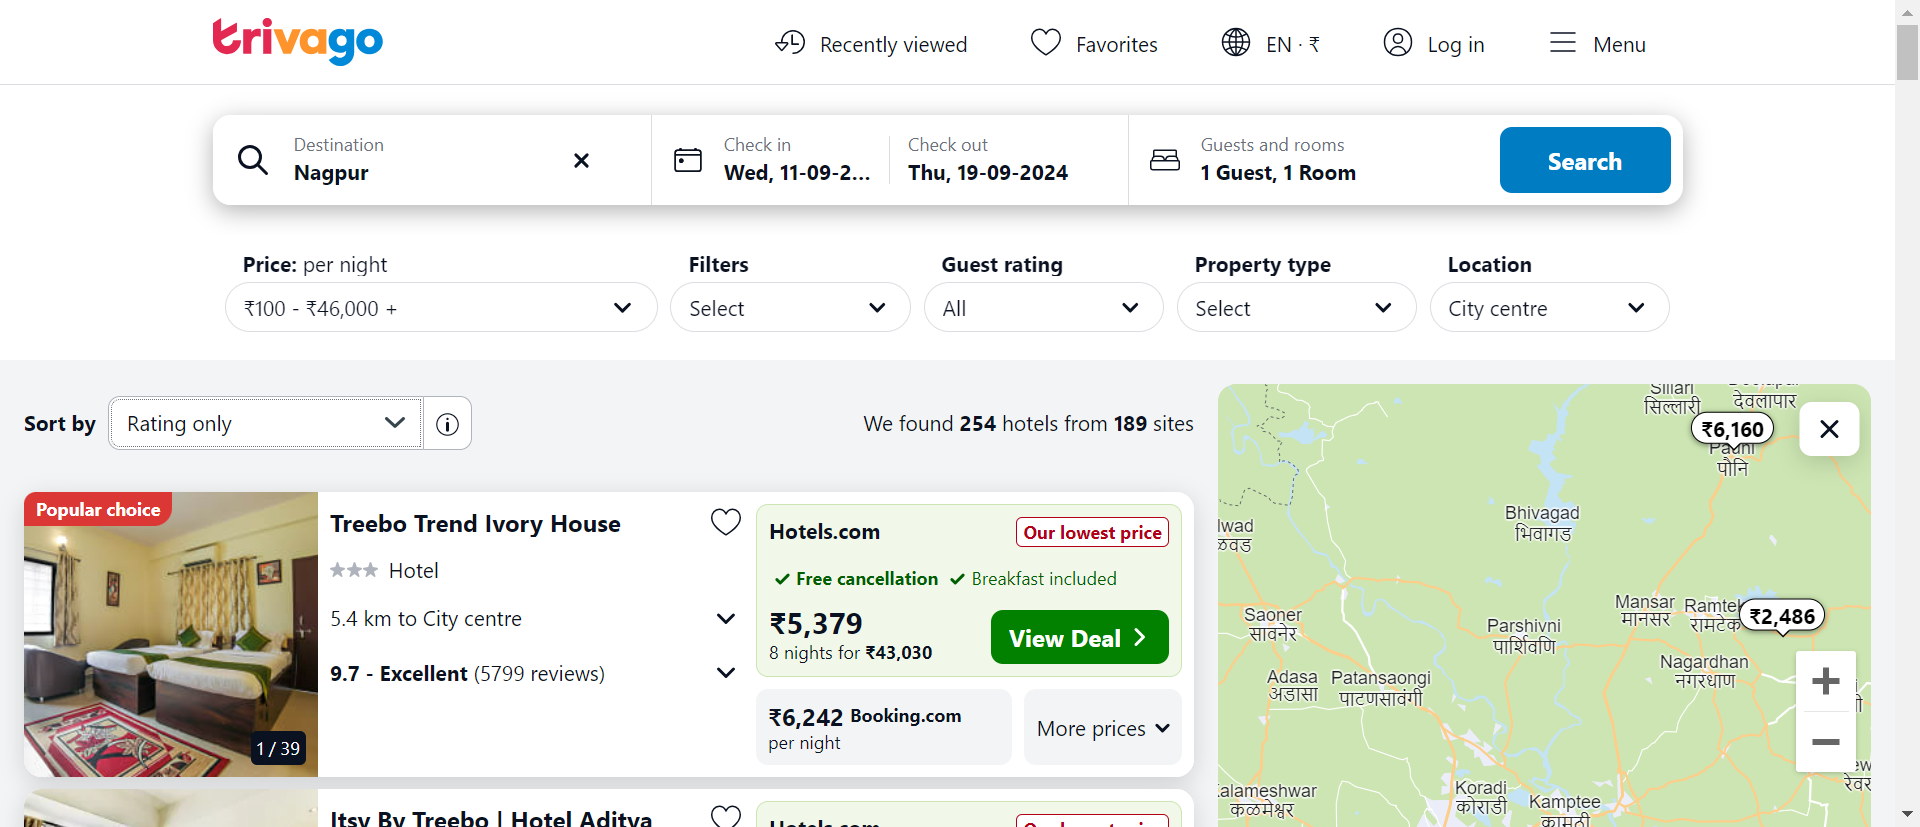 trivago
Recently viewed
Favorites
EN · ₹
Log in
Menu
Destination
Nagpur
Check in
Wed, 11-09-2...
Check out
Thu, 19-09-2024
Guests and rooms
1 Guest, 1 Room
Search
Price: per night
₹100 - ₹46,000 +
Filters
Select
Guest rating
All
Property type
Select
Location
City centre
Sort by
Rating only
We found 254 hotels from 189 sites
Popular choice
1 / 39
Treebo Trend Ivory House
Hotel
5.4 km to City centre
9.7 - Excellent (5799 reviews)
Hotels.com
Our lowest price
Free cancellation
Breakfast included
₹5,379
8 nights for ₹43,030
View Deal
₹6,242 Booking.com
per night
More prices
Itsy By Treebo | Hotel Aditya
Hotels.com
Our lowest price
Sillari
सिल्लारी
देवलापार
₹6,160
पौनि
Bhivagad
भिवागड
Saoner
सावनेर
Parshivni
पार्शिवणि
Mansar
मानसर
रामटेक
₹2,486
Nagardhan
नगरधाण
Adasa
अडासा
Patansaongi
पाटणसावंगी
Koradi
कोराडी
Kamptee
कळमेश्वर